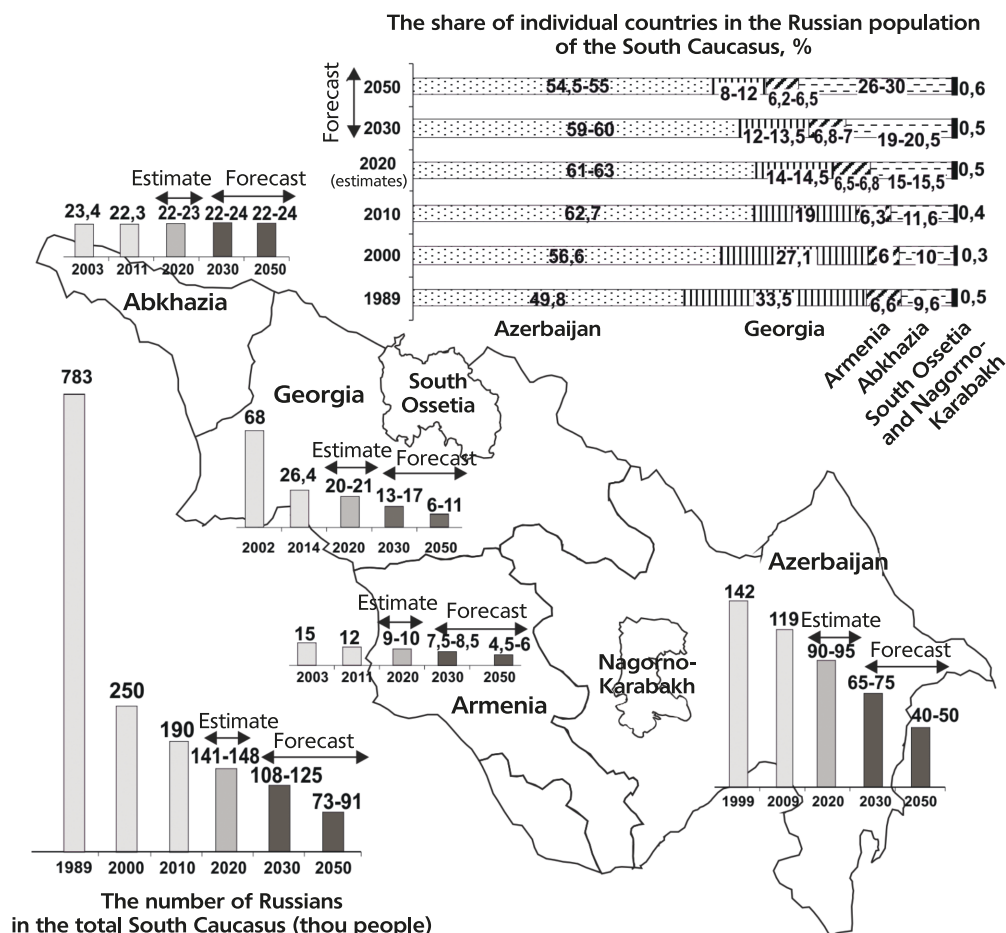 The share of individual countries in the Russian population
of the South Caucasus, %
Forecast
2050
54,5-55
8-12
6,2-6,5
26-30
0,6
2030
59-60
12-13,5
6,8-7
19-20,5
0,5
2020
(estimates)
61-63
14-14,5
6,5-6,8
15-15,5
0,5
2010
62,7
19
6,3
11,6
0,4
2000
56,6
27,1
6
10
0,3
1989
49,8
33,5
6,6
9,6
0,5
Azerbaijan
Georgia
Armenia
Abkhazia
South Ossetia
and Nagorno-
Karabakh
Estimate
Forecast
23,4
22,3
22-23
22-24
22-24
2003
2011
2020
2030
2050
Abkhazia
Georgia
South
Ossetia
68
26,4
Estimate
Forecast
20-21
13-17
6-11
2002
2014
2020
2030
2050
Azerbaijan
142
119
Estimate
90-95
Forecast
65-75
40-50
1999
2009
2020
2030
2050
Estimate
Forecast
15
12
9-10
7,5-8,5
4,5-6
2003
2011
2020
2030
2050
Armenia
Nagorno-
Karabakh
783
250
190
Estimate
Forecast
141-148
108-125
73-91
1989
2000
2010
2020
2030
2050
The number of Russians
in the total South Caucasus (thou people)